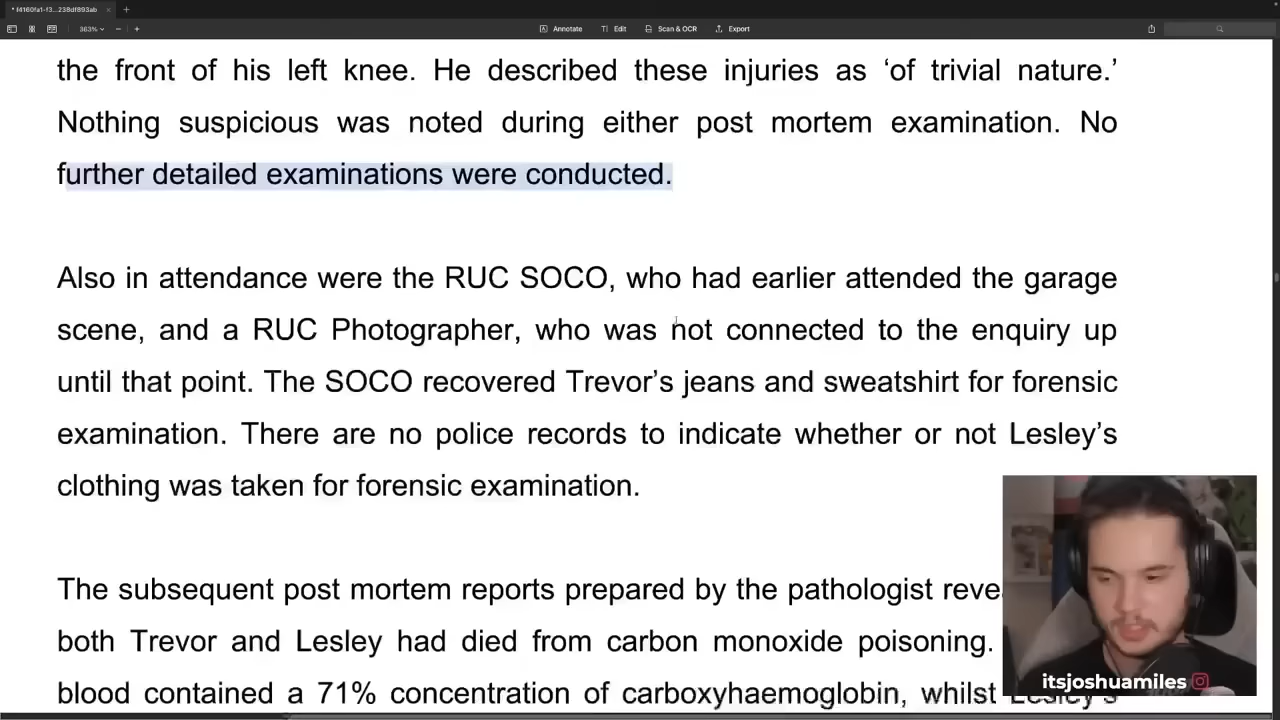 f4160fa1-f3...238df893ab
363%
Annotate
Edit
Scan & OCR
Export
the front of his left knee. He described these injuries as ‘of trivial nature.’
Nothing suspicious was noted during either post mortem examination. No
further detailed examinations were conducted.
Also in attendance were the RUC SOCO, who had earlier attended the garage
scene, and a RUC Photographer, who was not connected to the enquiry up
until that point. The SOCO recovered Trevor’s jeans and sweatshirt for forensic
examination. There are no police records to indicate whether or not Lesley’s
clothing was taken for forensic examination.
The subsequent post mortem reports prepared by the pathologist
both Trevor and Lesley had died from carbon monoxide poisoning.
blood contained a 71% concentration of carboxyhaemoglobin, whilst Lesley’s
itsjoshuamiles